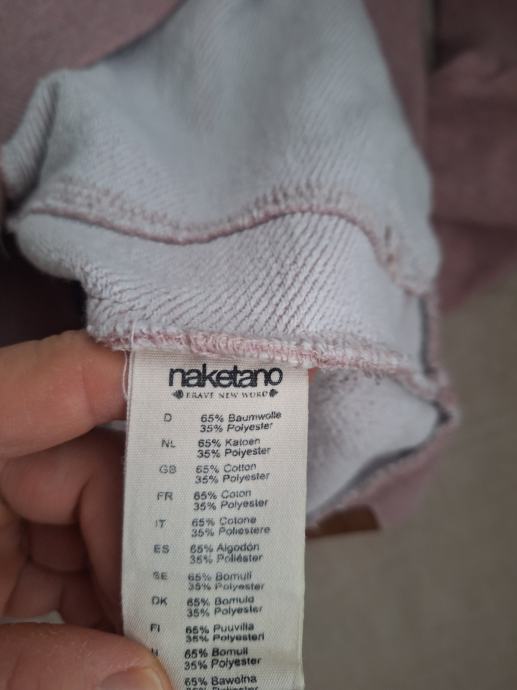 naketano
BRAVE NEW WORD
D 65% Baumwolle
35% Polyester
NL 65% Katoen
35% Polyester
GB 65% Cotton
35% Polyester
FR 65% Coton
35% Polyester
IT 65% Cotone
35% Poliestere
ES 65% Algodón
35% Poliéster
SE 65% Bomull
35% Polyester
DK 65% Bomuld
35% Polyester
FI 65% Puuvilla
35% Polyesteri
65% Bomull
35% Polyester
65% Bawełna
35% Polyester